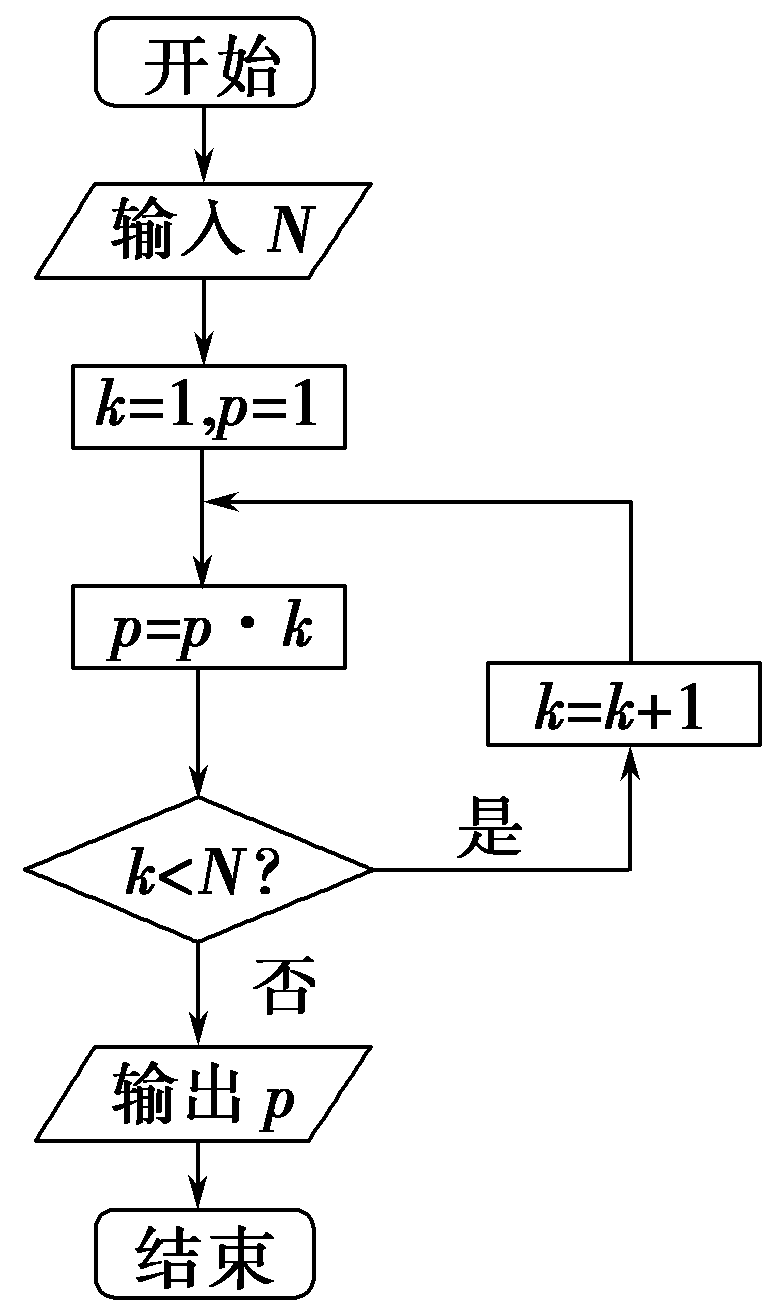 开始
输入 N
k=1,p=1
p=p·k
k=k+1
是
k<N?
否
输出 p
结束